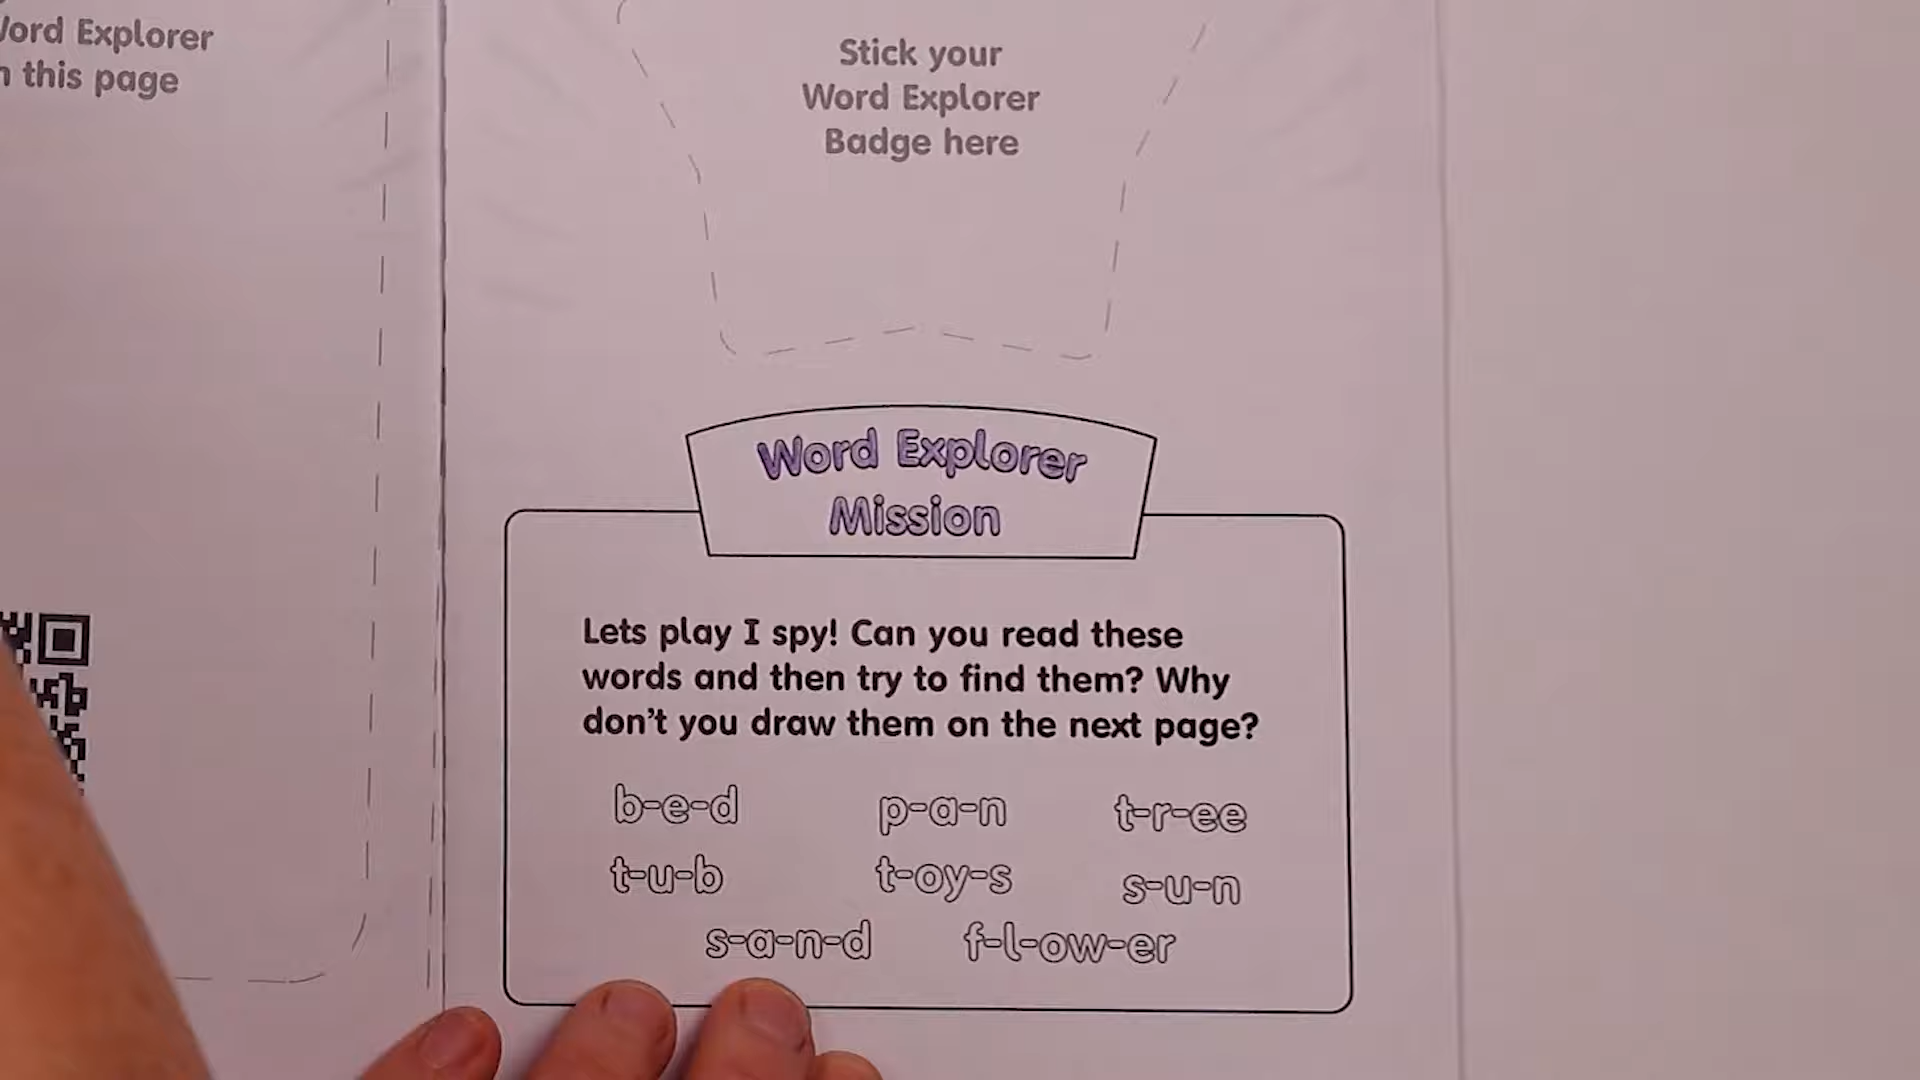 Word Explorer
this page
Stick your
Word Explorer
Badge here
Word Explorer
Mission
Lets play I spy! Can you read these
words and then try to find them? Why
don't you draw them on the next page?
b-e-d p-a-n t-r-ee
t-u-b t-oy-s s-u-n
s-a-n-d f-l-ow-er